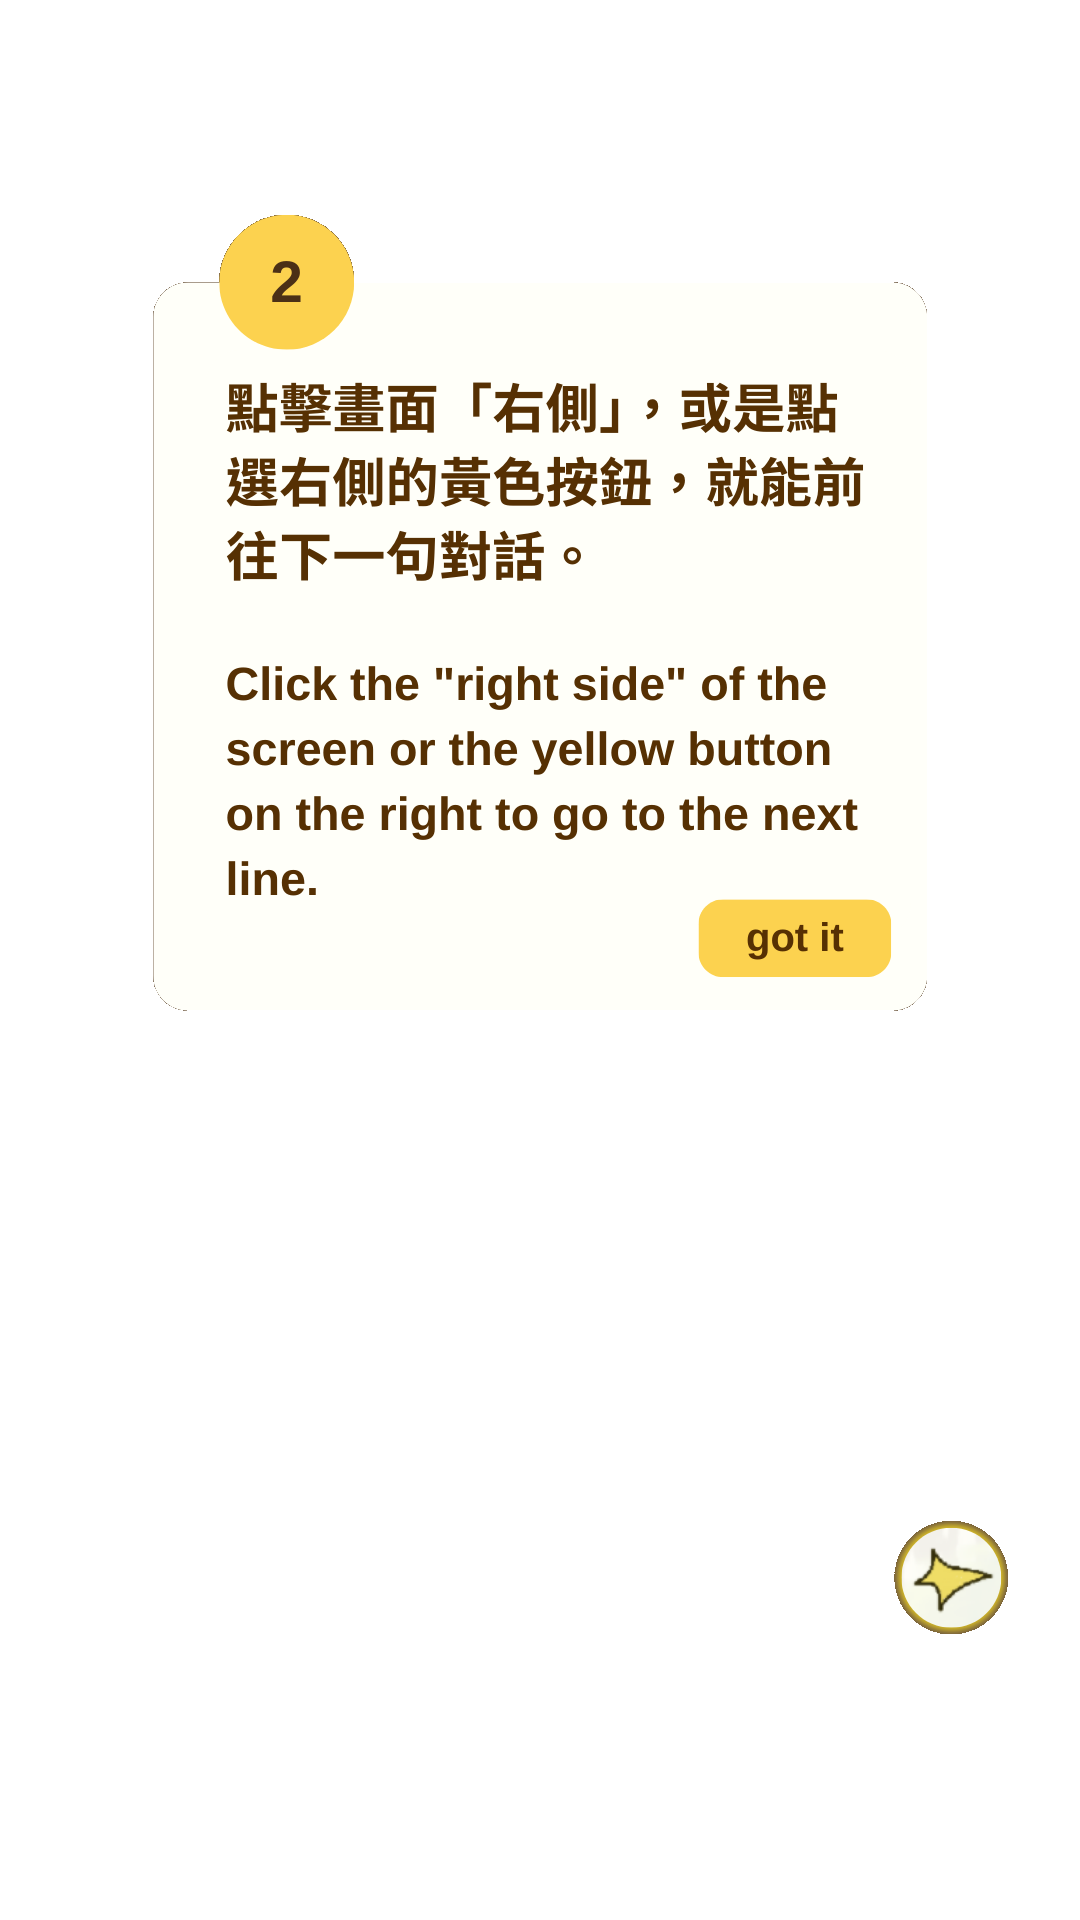 2
點擊畫面「右側」，或是點
選右側的黃色按鈕，就能前
往下一句對話。
Click the "right side" of the
screen or the yellow button
on the right to go to the next
line.
got it